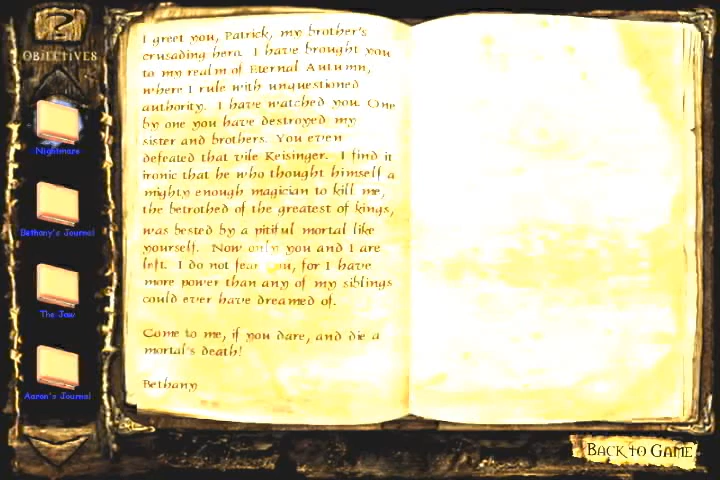 ?
OBJECTIVES
Nightmare
Bethany's Journal
The Jaw
Aaron's Journal
I greet you, Patrick, my brother's
crusading hero. I have brought you
to my realm of Eternal Autumn,
where I rule with unquestioned
authority. I have watched you. One
by one you have destroyed my
sister and brothers. You even
defeated that vile Keisinger. I find it
ironic that he who thought himself a
mighty enough magician to kill me,
the betrothed of the greatest of kings,
was bested by a pitiful mortal like
yourself. Now only you and I are
left. I do not fear you, for I have
more power than any of my siblings
could ever have dreamed of.
Come to me, if you dare, and die a
mortal's death!
Bethany
BACK TO GAME